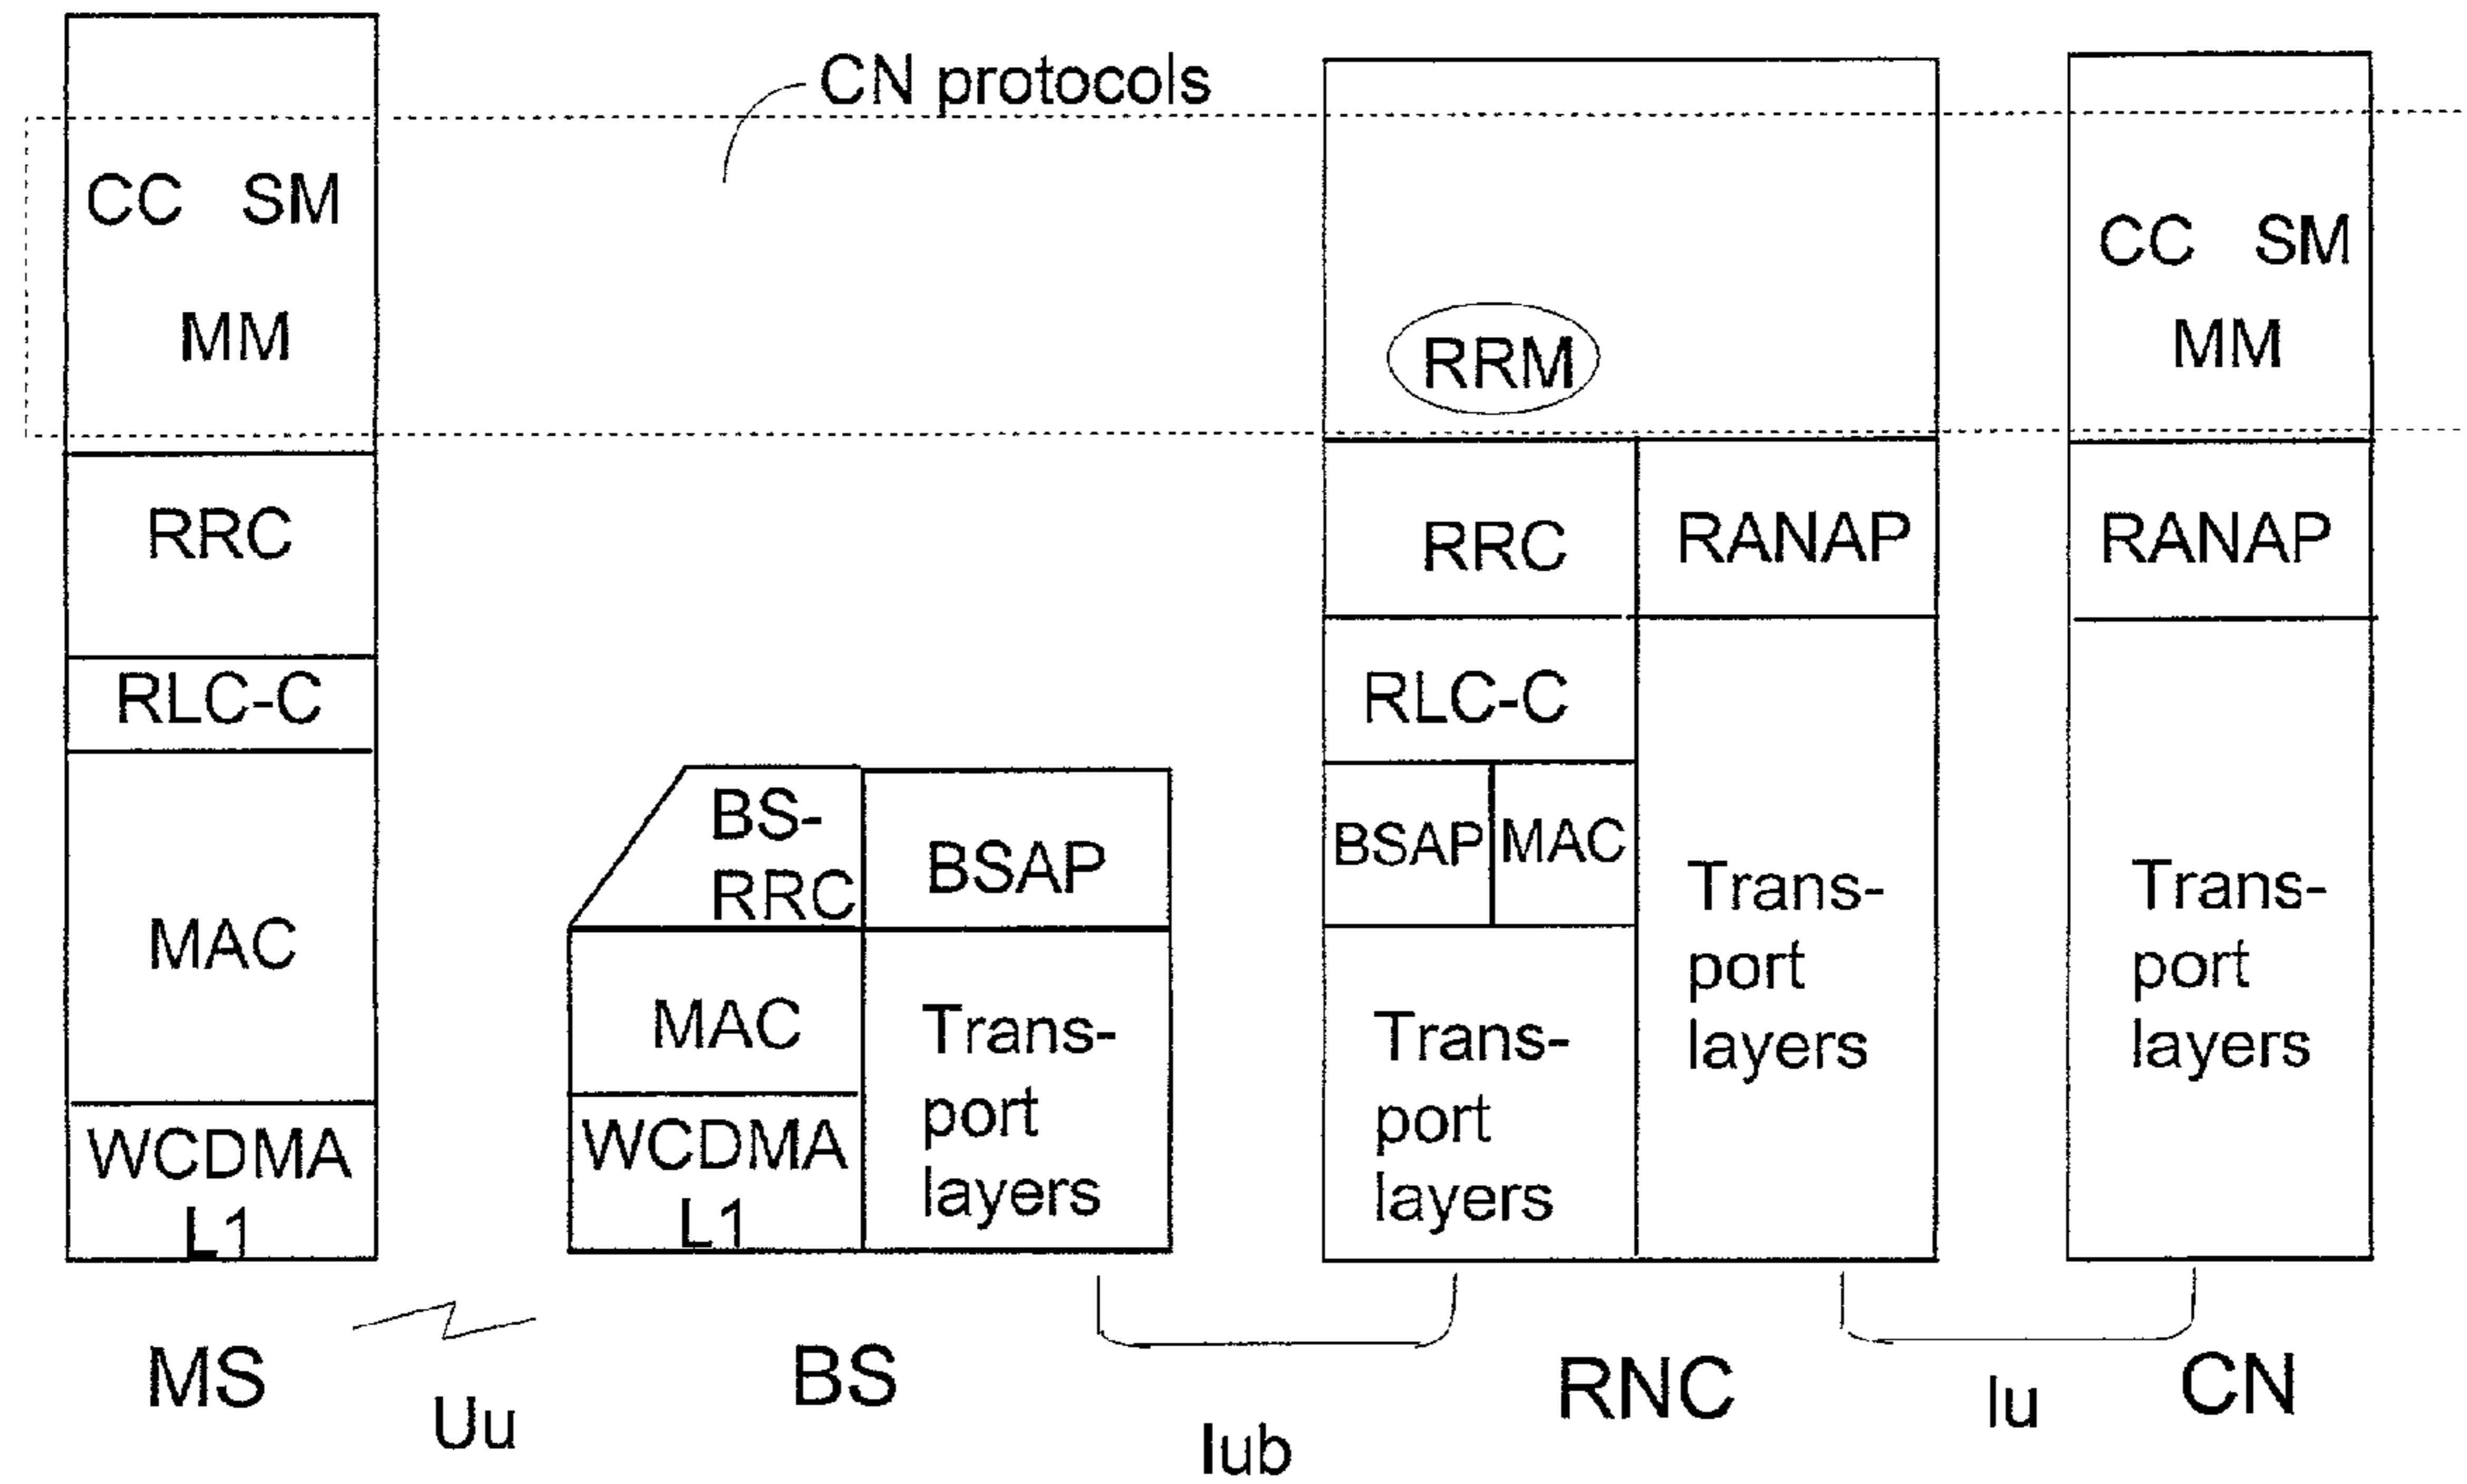 CN protocols
CC SM
MM
RRC
RLC-C
MAC
WCDMA
L1
MS
Uu
BS-
RRC
BSAP
MAC
Trans-
port
layers
WCDMA
L1
BS
Iub
RRM
RRC
RANAP
RLC-C
BSAP
MAC
Trans-
port
layers
Trans-
port
layers
RNC
Iu
CC SM
MM
RANAP
Trans-
port
layers
CN